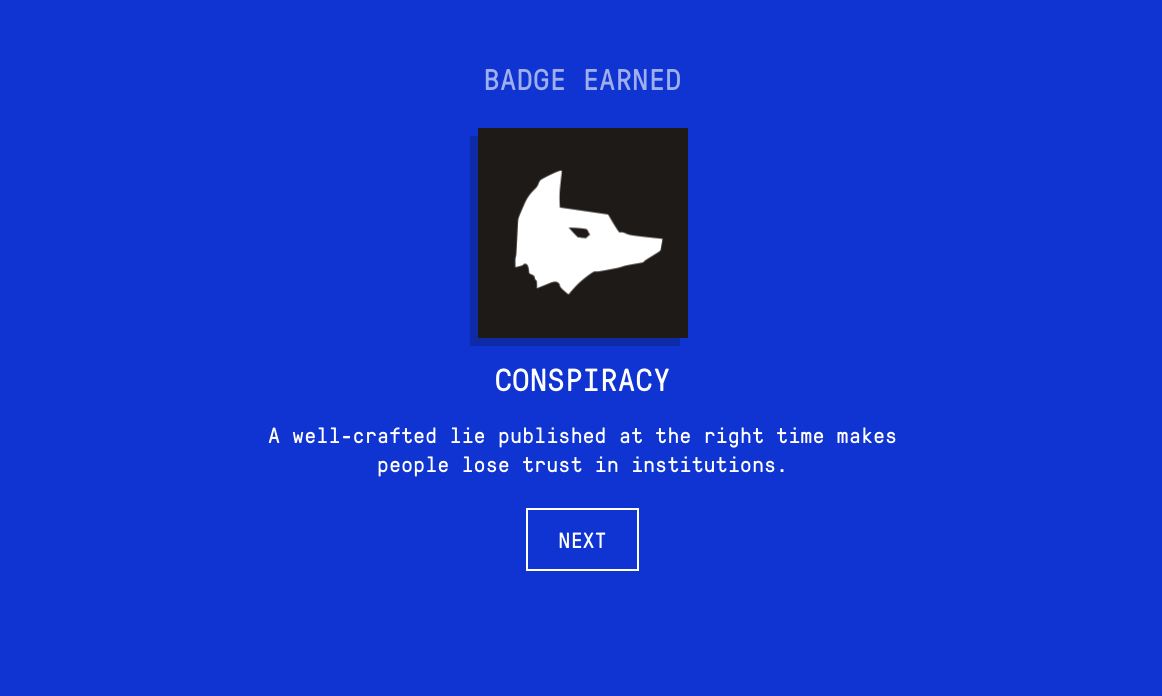 BADGE EARNED
CONSPIRACY
A well-crafted lie published at the right time makes
people lose trust in institutions.
NEXT